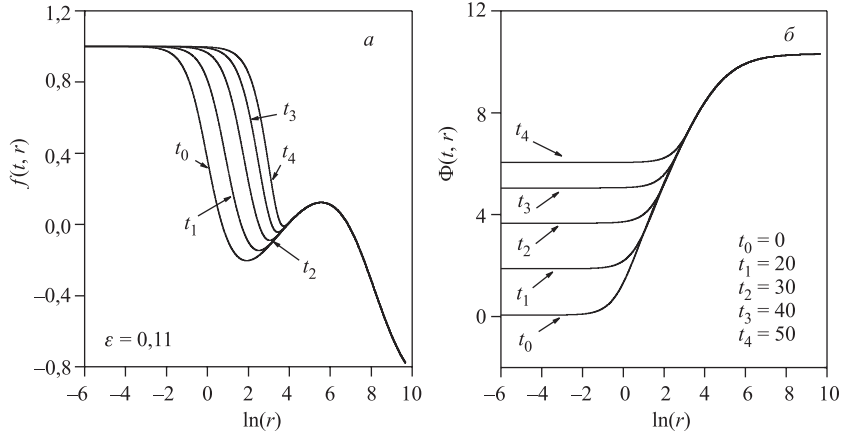 1,2
0,8
0,4
0,0
–0,4
–0,8
f(t, r)
а
t₃
t₀
t₄
t₁
t₂
ε = 0,11
–6 –4 –2 0 2 4 6 8 10
ln(r)
12
8
4
0
Φ(t, r)
б
t₄
t₃
t₂
t₁
t₀
t₀ = 0
t₁ = 20
t₂ = 30
t₃ = 40
t₄ = 50
–6 –4 –2 0 2 4 6 8 10
ln(r)